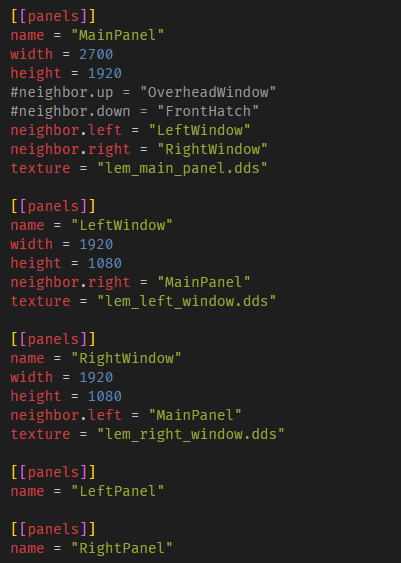 [[panels]]
name = "MainPanel"
width = 2700
height = 1920
#neighbor.up = "OverheadWindow"
#neighbor.down = "FrontHatch"
neighbor.left = "LeftWindow"
neighbor.right = "RightWindow"
texture = "lem_main_panel.dds"

[[panels]]
name = "LeftWindow"
width = 1920
height = 1080
neighbor.right = "MainPanel"
texture = "lem_left_window.dds"

[[panels]]
name = "RightWindow"
width = 1920
height = 1080
neighbor.left = "MainPanel"
texture = "lem_right_window.dds"

[[panels]]
name = "LeftPanel"

[[panels]]
name = "RightPanel"